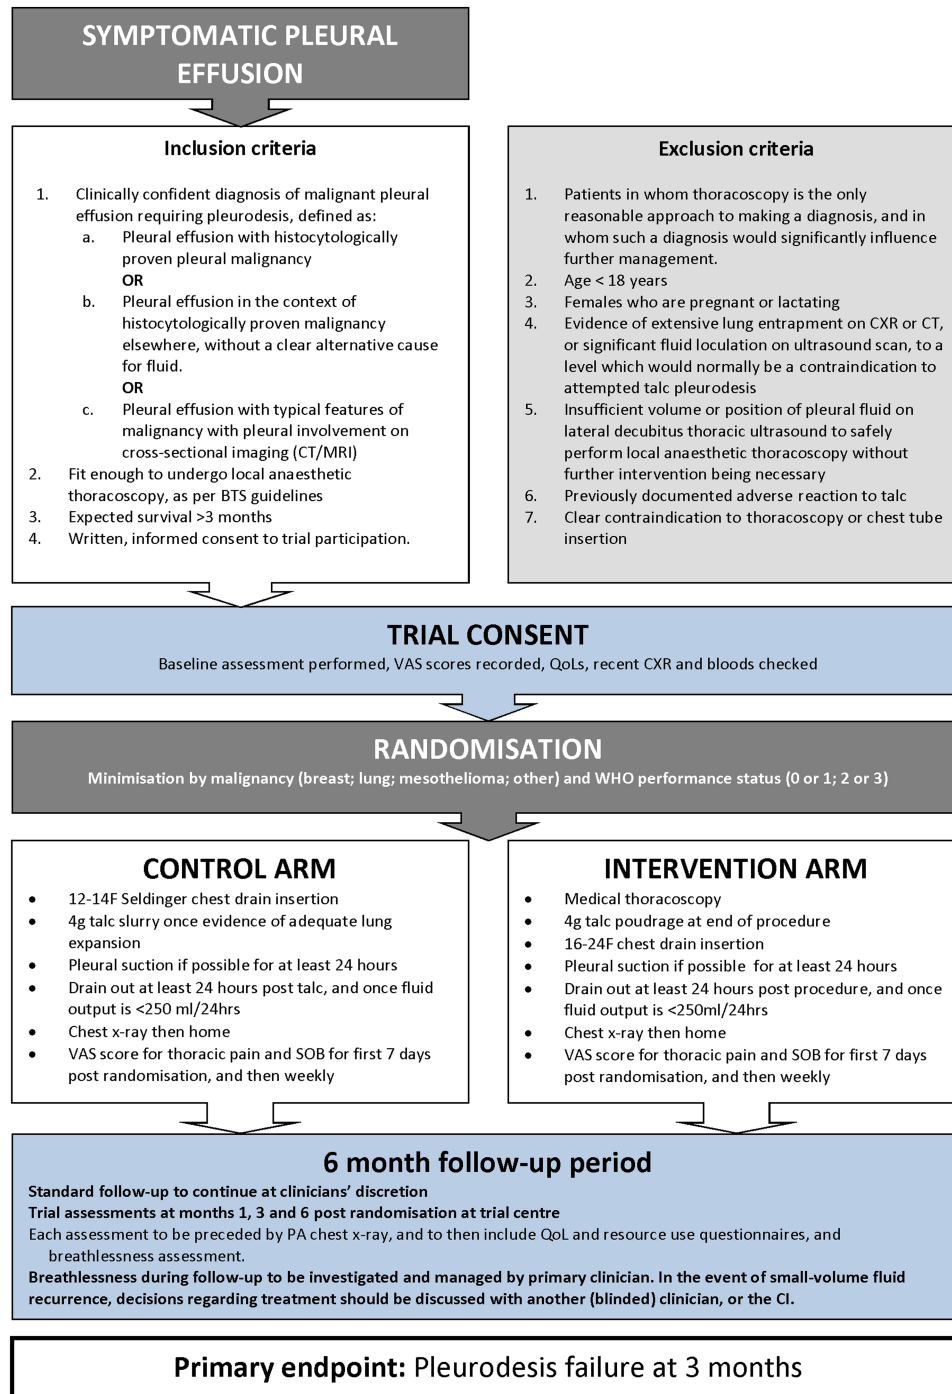 SYMPTOMATIC PLEURAL
EFFUSION
Inclusion criteria
1. Clinically confident diagnosis of malignant pleural
effusion requiring pleurodesis, defined as:
a. Pleural effusion with histocytologically
proven pleural malignancy
OR
b. Pleural effusion in the context of
histocytologically proven malignancy
elsewhere, without a clear alternative cause
for fluid.
OR
c. Pleural effusion with typical features of
malignancy with pleural involvement on
cross-sectional imaging (CT/MRI)
2. Fit enough to undergo local anaesthetic
thoracoscopy, as per BTS guidelines
3. Expected survival >3 months
4. Written, informed consent to trial participation.
Exclusion criteria
1. Patients in whom thoracoscopy is the only
reasonable approach to making a diagnosis, and in
whom such a diagnosis would significantly influence
further management.
2. Age < 18 years
3. Females who are pregnant or lactating
4. Evidence of extensive lung entrapment on CXR or CT,
or significant fluid loculation on ultrasound scan, to a
level which would normally be a contraindication to
attempted talc pleurodesis
5. Insufficient volume or position of pleural fluid on
lateral decubitus thoracic ultrasound to safely
perform local anaesthetic thoracoscopy without
further intervention being necessary
6. Previously documented adverse reaction to talc
7. Clear contraindication to thoracoscopy or chest tube
insertion
TRIAL CONSENT
Baseline assessment performed, VAS scores recorded, QoLs, recent CXR and bloods checked
RANDOMISATION
Minimisation by malignancy (breast; lung; mesothelioma; other) and WHO performance status (0 or 1; 2 or 3)
CONTROL ARM
• 12-14F Seldinger chest drain insertion
• 4g talc slurry once evidence of adequate lung
expansion
• Pleural suction if possible for at least 24 hours
• Drain out at least 24 hours post talc, and once fluid
output is <250 ml/24hrs
• Chest x-ray then home
• VAS score for thoracic pain and SOB for first 7 days
post randomisation, and then weekly
INTERVENTION ARM
• Medical thoracoscopy
• 4g talc poudrage at end of procedure
• 16-24F chest drain insertion
• Pleural suction if possible for at least 24 hours
• Drain out at least 24 hours post procedure, and once
fluid output is <250ml/24hrs
• Chest x-ray then home
• VAS score for thoracic pain and SOB for first 7 days
post randomisation, and then weekly
6 month follow-up period
Standard follow-up to continue at clinicians' discretion
Trial assessments at months 1, 3 and 6 post randomisation at trial centre
Each assessment to be preceded by PA chest x-ray, and to then include QoL and resource use questionnaires, and
breathlessness assessment.
Breathlessness during follow-up to be investigated and managed by primary clinician. In the event of small-volume fluid
recurrence, decisions regarding treatment should be discussed with another (blinded) clinician, or the CI.
Primary endpoint: Pleurodesis failure at 3 months